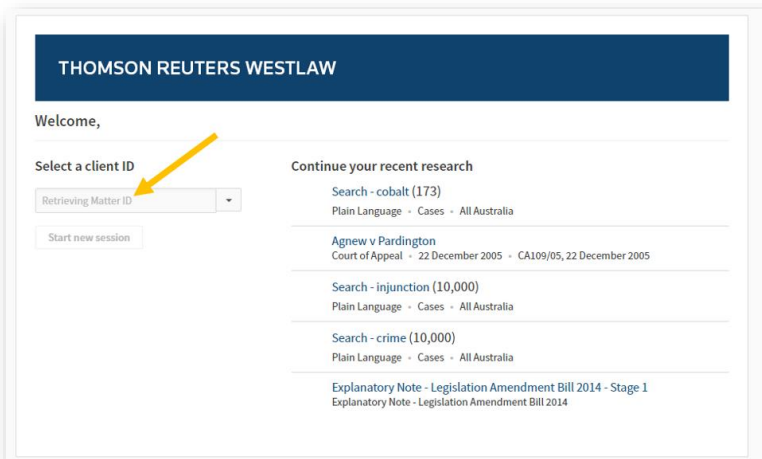 THOMSON REUTERS WESTLAW
Welcome,
Select a client ID
Retrieving Matter ID
Start new session
Continue your recent research
Search - cobalt (173)
Plain Language • Cases • All Australia
Agnew v Pardington
Court of Appeal • 22 December 2005 • CA109/05, 22 December 2005
Search - injunction (10,000)
Plain Language • Cases • All Australia
Search - crime (10,000)
Plain Language • Cases • All Australia
Explanatory Note - Legislation Amendment Bill 2014 - Stage 1
Explanatory Note - Legislation Amendment Bill 2014